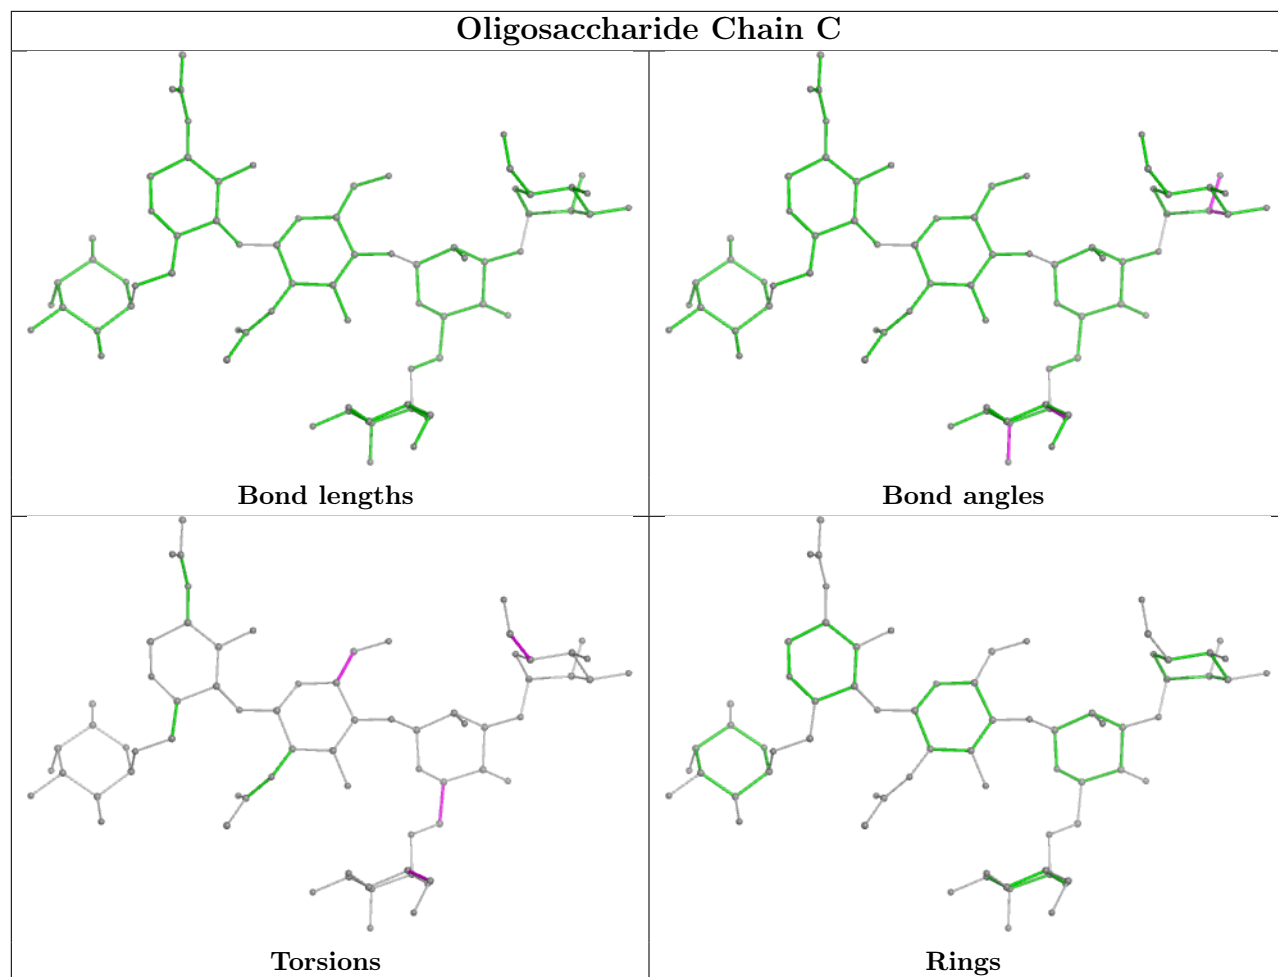 Oligosaccharide Chain C
Bond lengths
Bond angles
Torsions
Rings